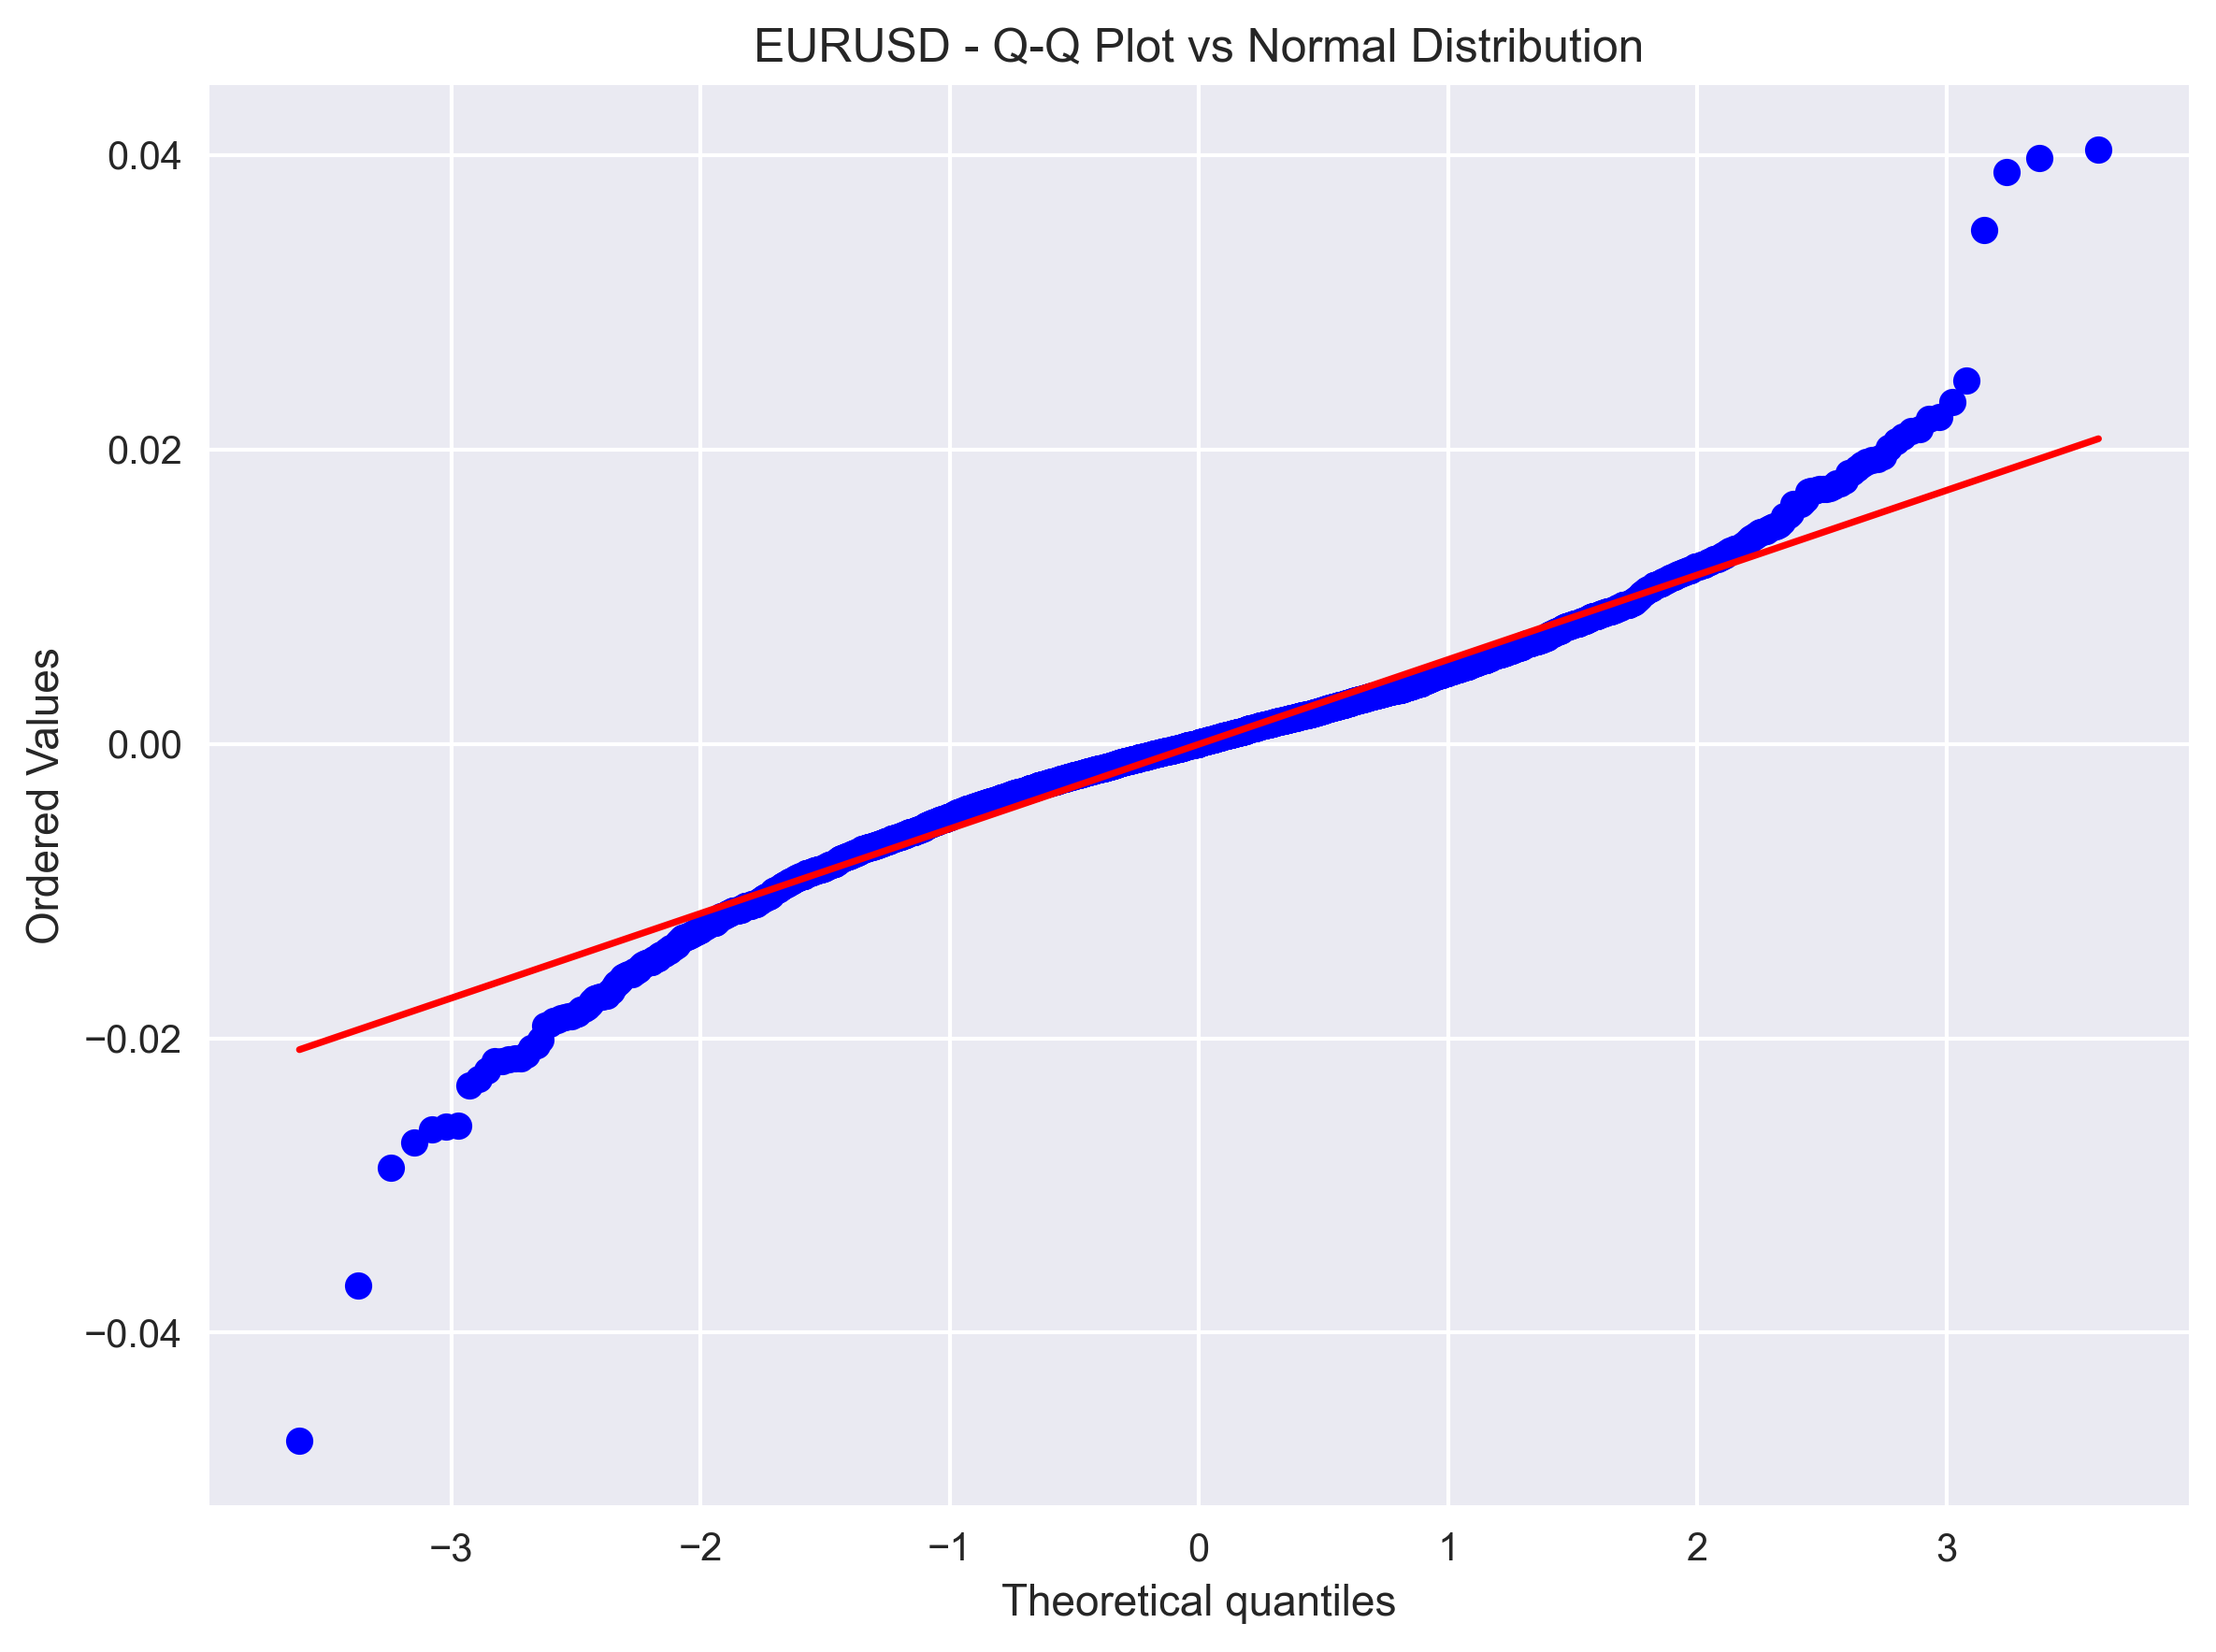 EURUSD - Q-Q Plot vs Normal Distribution
0.04
0.02
0.00
−0.02
−0.04
Ordered Values
−3 −2 −1 0 1 2 3
Theoretical quantiles